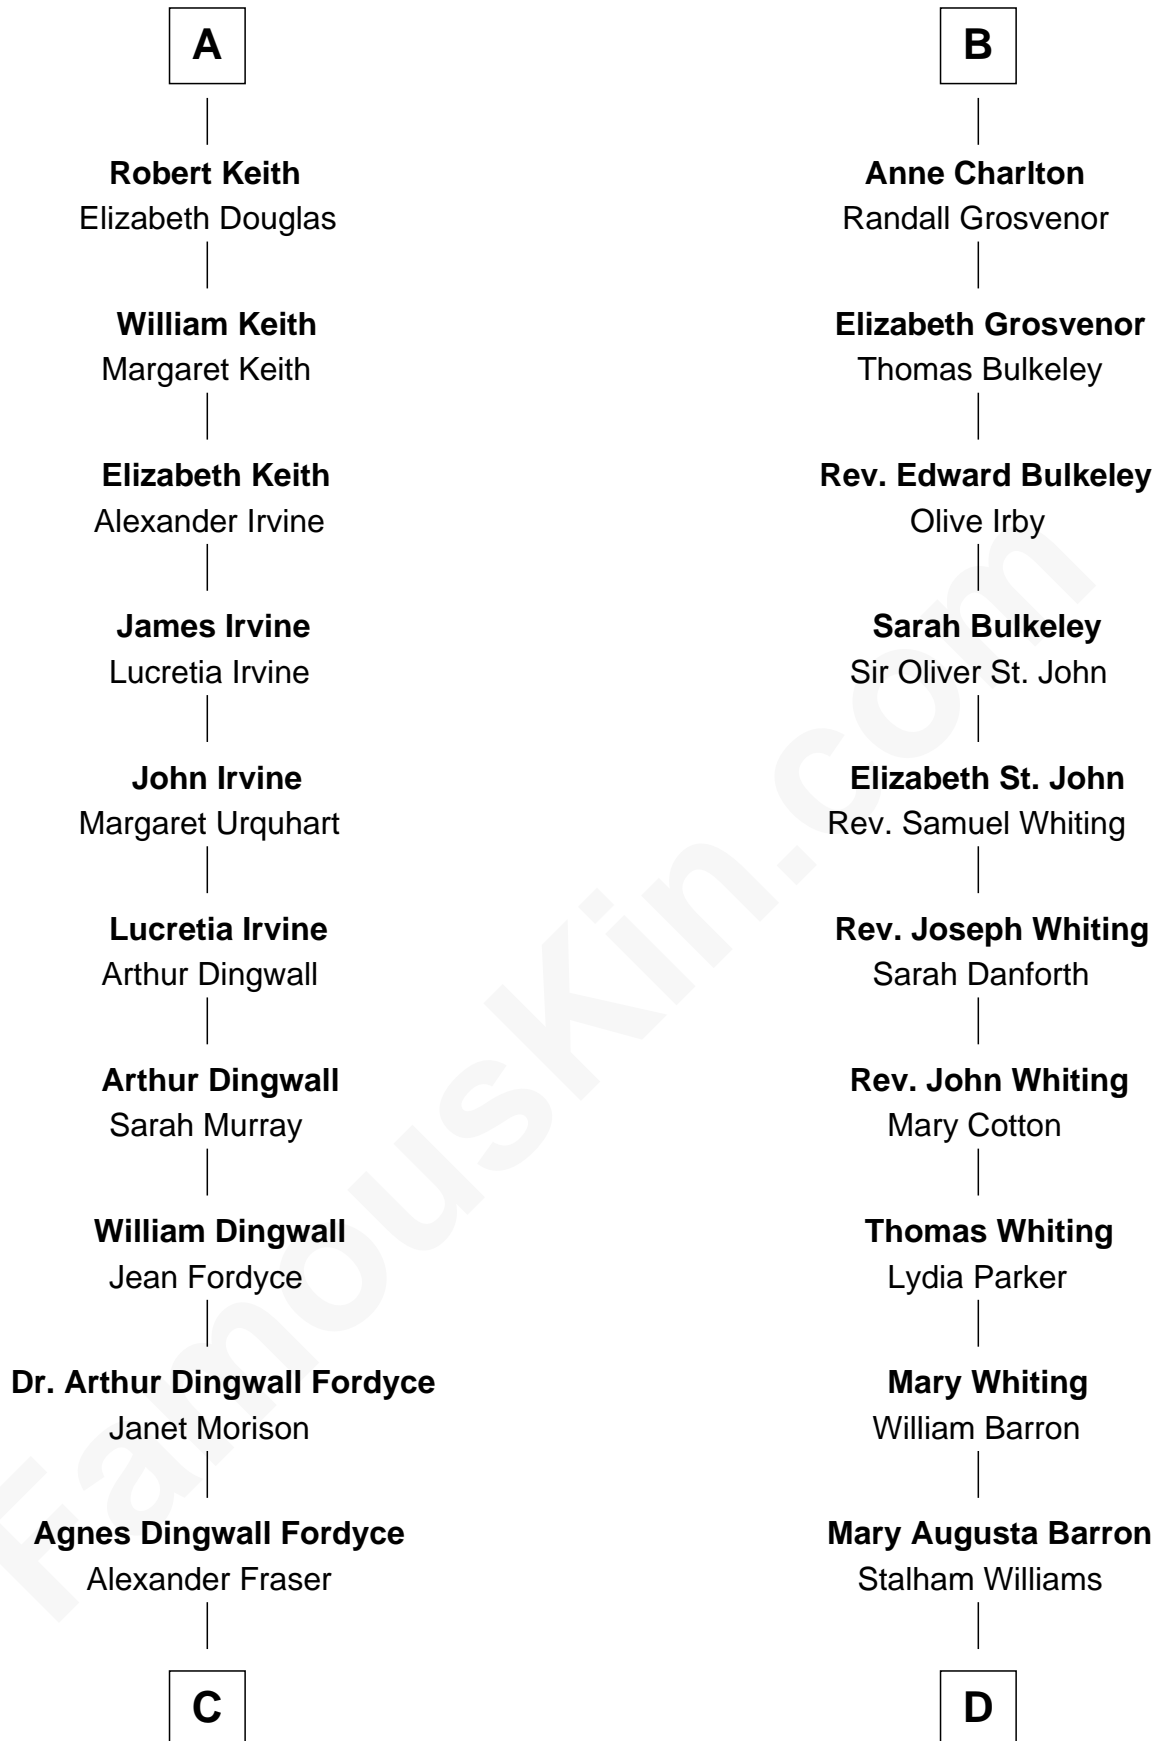 A
Robert Keith
Elizabeth Douglas
William Keith
Margaret Keith
Elizabeth Keith
Alexander Irvine
James Irvine
Lucretia Irvine
John Irvine
Margaret Urquhart
Lucretia Irvine
Arthur Dingwall
Arthur Dingwall
Sarah Murray
William Dingwall
Jean Fordyce
Dr. Arthur Dingwall Fordyce
Janet Morison
Agnes Dingwall Fordyce
Alexander Fraser
C
B
Anne Charlton
Randall Grosvenor
Elizabeth Grosvenor
Thomas Bulkeley
Rev. Edward Bulkeley
Olive Irby
Sarah Bulkeley
Sir Oliver St. John
Elizabeth St. John
Rev. Samuel Whiting
Rev. Joseph Whiting
Sarah Danforth
Rev. John Whiting
Mary Cotton
Thomas Whiting
Lydia Parker
Mary Whiting
William Barron
Mary Augusta Barron
Stalham Williams
D
FamousKin.com